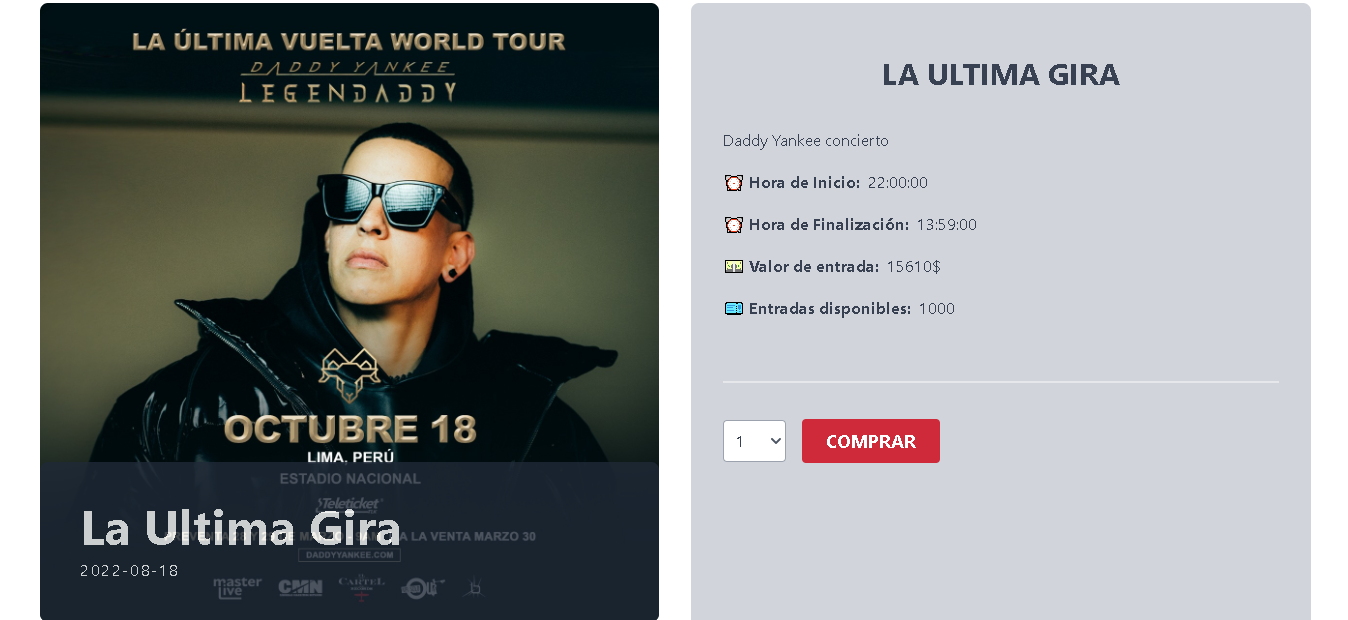 LA ÚLTIMA VUELTA WORLD TOUR
DADDY YANKEE
LEGENDADDY
OCTUBRE 18
LIMA, PERÚ
ESTADIO NACIONAL
Teleticket
La Ultima Gira
A LA VENTA MARZO 30
DADDYYANKEE.COM
2022-08-18
master live
CMN
CARTEL
LA ULTIMA GIRA
Daddy Yankee concierto
Hora de Inicio: 22:00:00
Hora de Finalización: 13:59:00
Valor de entrada: 15610$
Entradas disponibles: 1000
1
COMPRAR